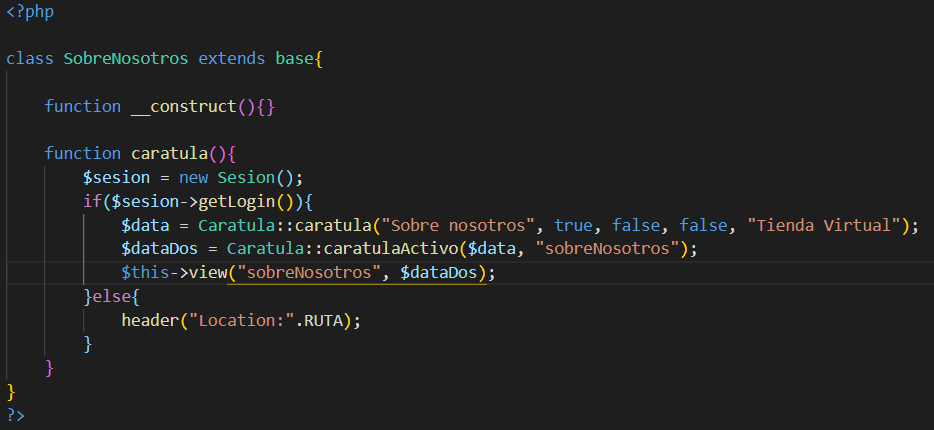 <?php
class SobreNosotros extends base{
function __construct(){}
function caratula(){
$sesion = new Sesion();
if($sesion->getLogin()){
$data = Caratula::caratula("Sobre nosotros", true, false, false, "Tienda Virtual");
$dataDos = Caratula::caratulaActivo($data, "sobreNosotros");
$this->view("sobreNosotros", $dataDos);
}else{
header("Location:".RUTA);
}
}
}
?>